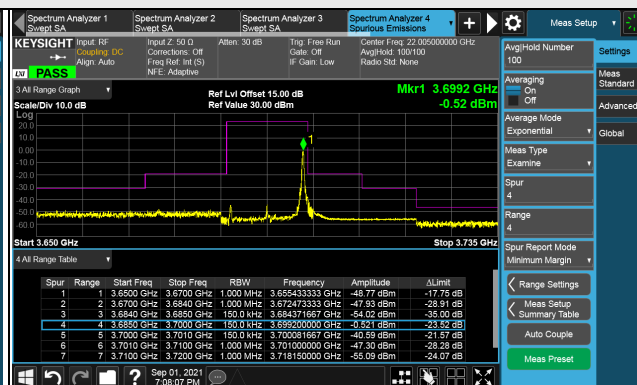 Spectrum Analyzer 1
Swept SA
Spectrum Analyzer 2
Swept SA
Spectrum Analyzer 3
Swept SA
Spectrum Analyzer 4
Spurious Emissions
Meas Setup
KEYSIGHT
Input: RF
Coupling: DC
Align: Auto
Input Z: 50 Ω
Corrections: Off
Freq Ref: Int (S)
NFE: Adaptive
Atten: 30 dB
Trig: Free Run
Gate: Off
IF Gain: Low
Center Freq: 22.005000000 GHz
Avg|Hold: 100/100
Radio Std: None
LXI
PASS
3 All Range Graph
Scale/Div 10.0 dB
Ref Lvl Offset 15.00 dB
Ref Value 30.00 dBm
Mkr1 3.6992 GHz
-0.52 dBm
Log
20.0
10.0
0.00
-10.0
-20.0
-30.0
-40.0
-50.0
-60.0
1
Start 3.650 GHz
Stop 3.735 GHz
4 All Range Table
Spur Range Start Freq Stop Freq RBW Frequency Amplitude ΔLimit
1 1 3.6500 GHz 3.6700 GHz 1.000 MHz 3.655433333 GHz -48.77 dBm -17.75 dB
2 2 3.6700 GHz 3.6840 GHz 1.000 MHz 3.672473333 GHz -47.93 dBm -28.91 dB
3 3 3.6840 GHz 3.6850 GHz 150.0 kHz 3.684371667 GHz -54.02 dBm -35.00 dB
4 4 3.6850 GHz 3.7000 GHz 150.0 kHz 3.699200000 GHz -0.521 dBm -23.52 dB
5 5 3.7000 GHz 3.7010 GHz 150.0 kHz 3.700081667 GHz -40.59 dBm -21.57 dB
6 6 3.7010 GHz 3.7100 GHz 1.000 MHz 3.701000000 GHz -47.30 dBm -28.28 dB
7 7 3.7100 GHz 3.7200 GHz 1.000 MHz 3.718150000 GHz -55.09 dBm -24.07 dB
Sep 01, 2021
7:08:07 PM
?
Avg|Hold Number
100
Averaging
On
Off
Average Mode
Exponential
Meas Type
Examine
Spur
4
Range
4
Spur Report Mode
Minimum Margin
Range Settings
Meas Setup
Summary Table
Auto Couple
Meas Preset
Settings
Meas
Standard
Advanced
Global